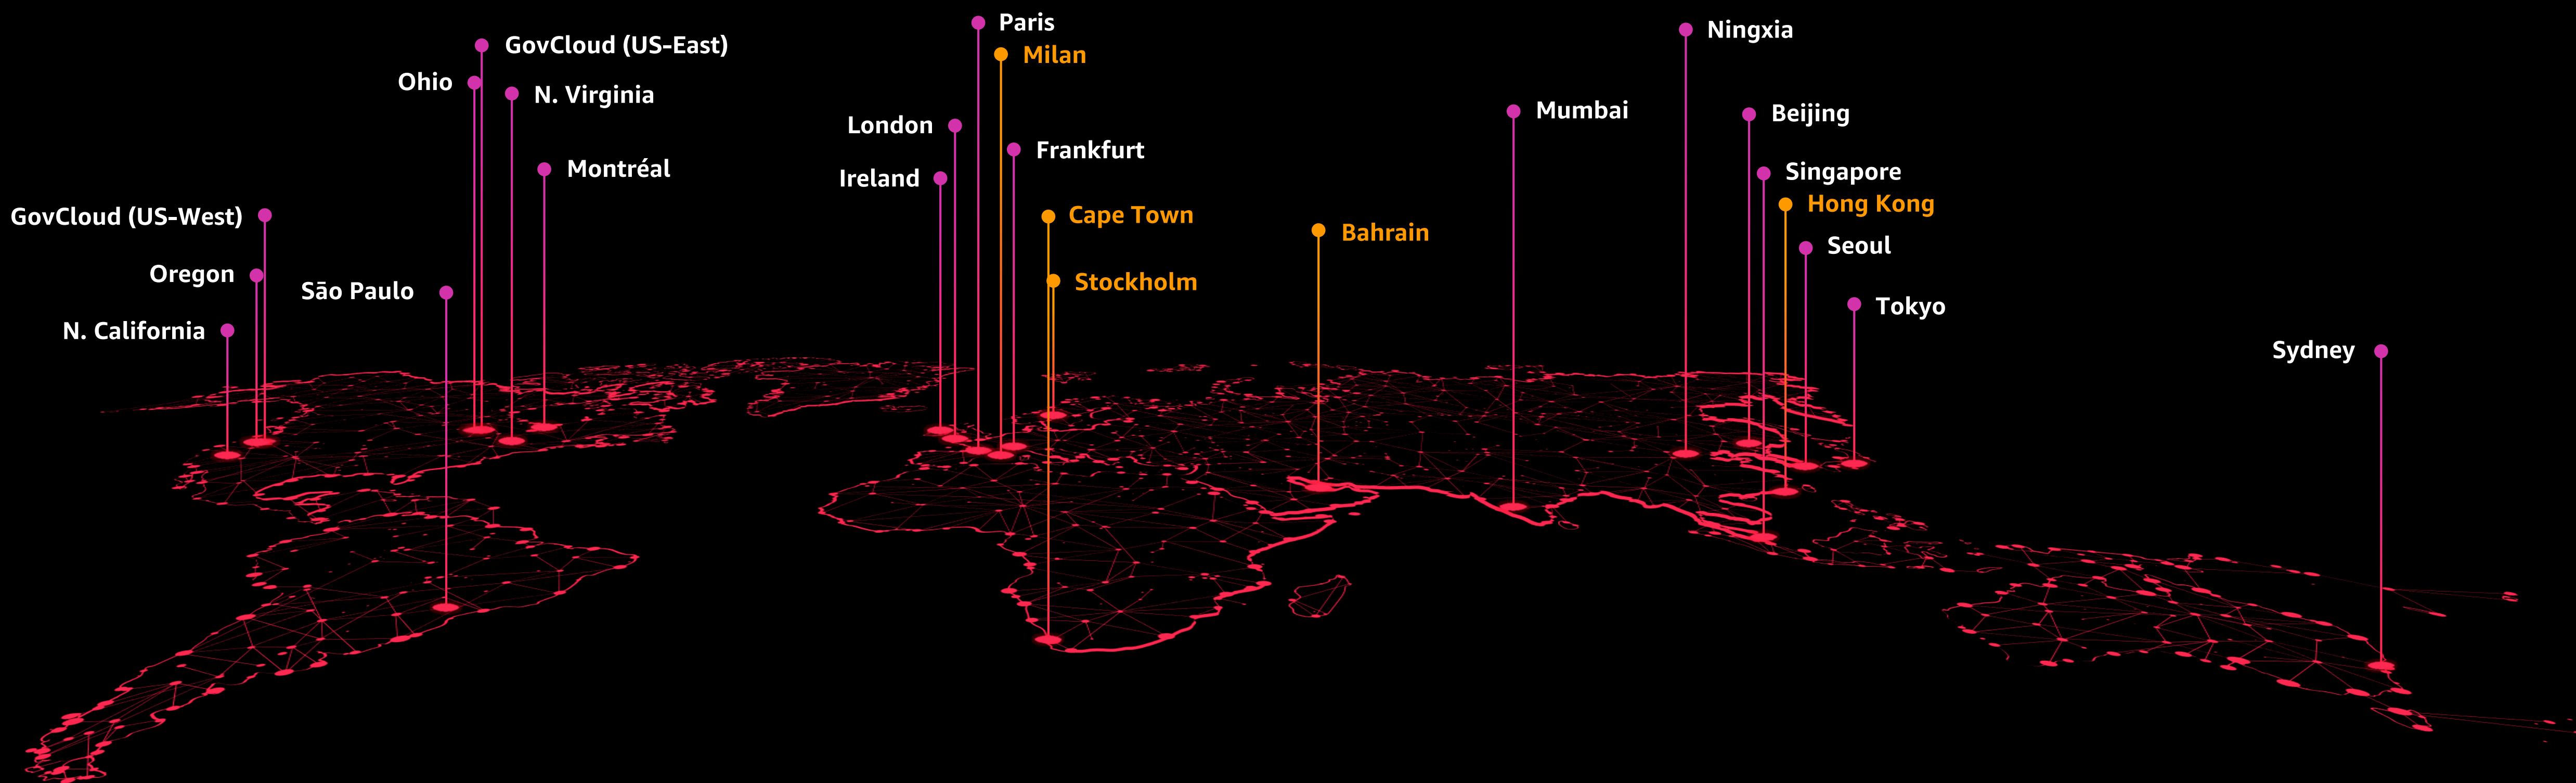 Paris
Ningxia
GovCloud (US-East)
Milan
Ohio
N. Virginia
Mumbai
Beijing
London
Frankfurt
Montréal
Singapore
Ireland
Hong Kong
GovCloud (US-West)
Cape Town
Bahrain
Seoul
Oregon
Stockholm
São Paulo
Tokyo
N. California
Sydney